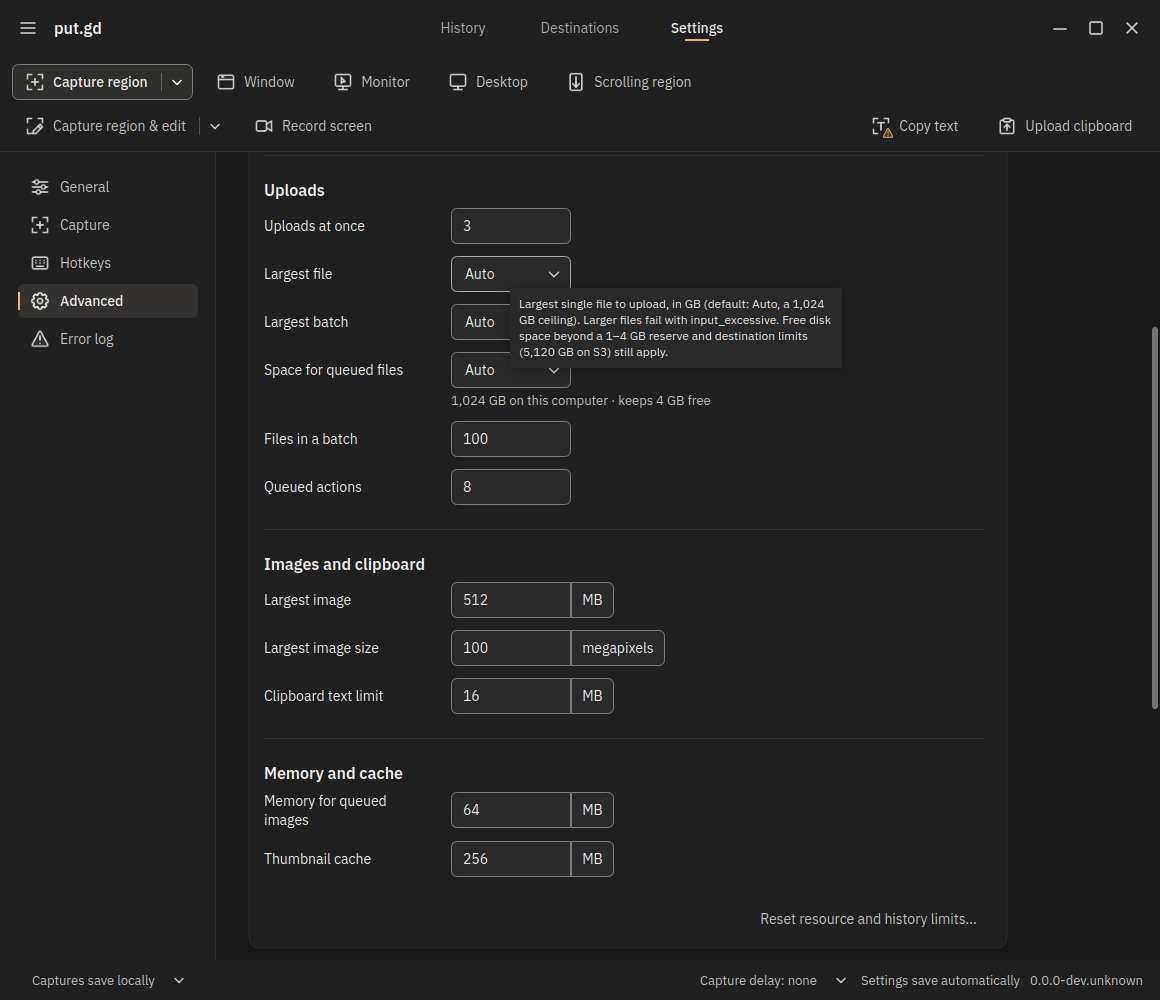 put.gd
History
Destinations
Settings
Capture region
Window
Monitor
Desktop
Scrolling region
Capture region & edit
Record screen
Copy text
Upload clipboard
General
Capture
Hotkeys
Advanced
Error log
Uploads
Uploads at once
3
Largest file
Auto
Largest single file to upload, in GB (default: Auto, a 1,024
GB ceiling). Larger files fail with input_excessive. Free disk
space beyond a 1–4 GB reserve and destination limits
(5,120 GB on S3) still apply.
Largest batch
Auto
Space for queued files
Auto
1,024 GB on this computer · keeps 4 GB free
Files in a batch
100
Queued actions
8
Images and clipboard
Largest image
512 MB
Largest image size
100 megapixels
Clipboard text limit
16 MB
Memory and cache
Memory for queued
images
64 MB
Thumbnail cache
256 MB
Reset resource and history limits...
Captures save locally
Capture delay: none
Settings save automatically
0.0.0-dev.unknown